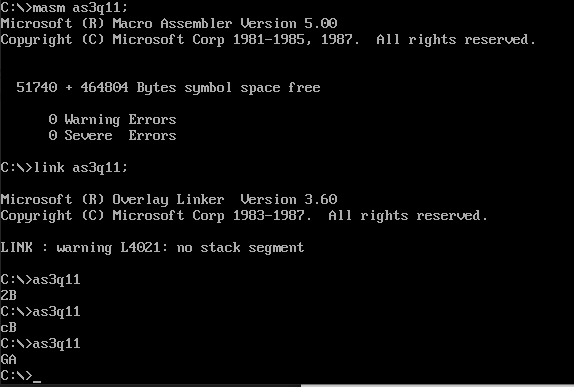 C:\>masm as3q11;
Microsoft (R) Macro Assembler Version 5.00
Copyright (C) Microsoft Corp 1981-1985, 1987.  All rights reserved.
51740 + 464804 Bytes symbol space free
0 Warning Errors
0 Severe  Errors
C:\>link as3q11;
Microsoft (R) Overlay Linker  Version 3.60
Copyright (C) Microsoft Corp 1983-1987.  All rights reserved.
LINK : warning L4021: no stack segment
C:\>as3q11
2B
C:\>as3q11
cB
C:\>as3q11
GA
C:\>_